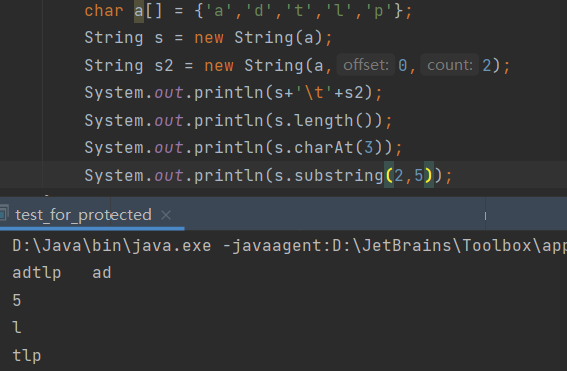 char a[] = {'a','d','t','l','p'};
String s = new String(a);
String s2 = new String(a, offset: 0, count: 2);
System.out.println(s+'\t'+s2);
System.out.println(s.length());
System.out.println(s.charAt(3));
System.out.println(s.substring(2,5));
test_for_protected ×
D:\Java\bin\java.exe -javaagent:D:\JetBrains\Toolbox\app
adtlp   ad
5
l
tlp